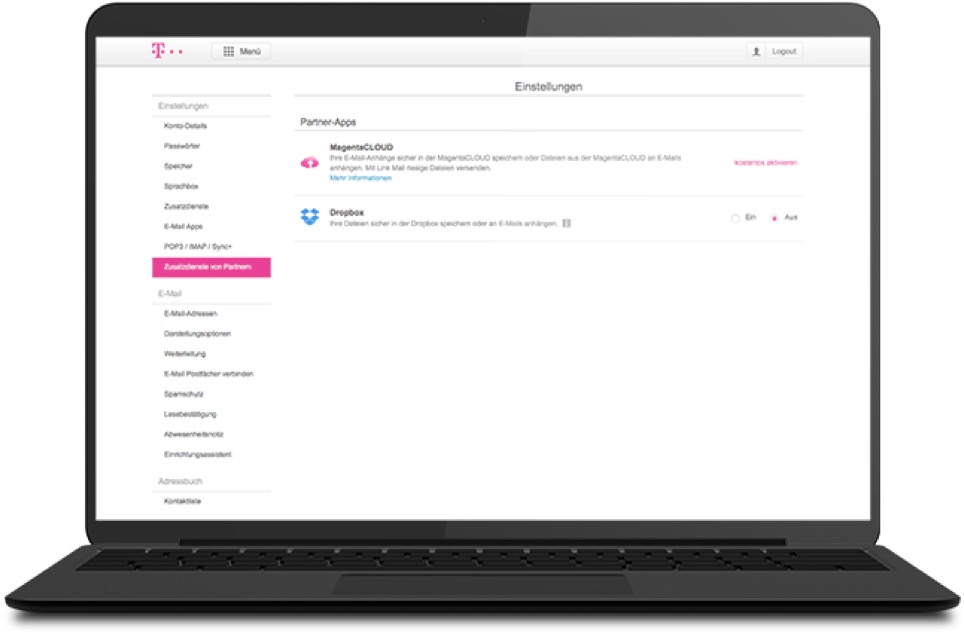 T
Menü
Logout
Einstellungen
Einstellungen
Konto-Details
Passwörter
Speicher
Sprachbox
Zusatzdienste
E-Mail Apps
POP3 / IMAP / Sync+
Zusatzdienste von Partnern
E-Mail
E-Mail-Adressen
Darstellungsoptionen
Weiterleitung
E-Mail Postfächer verbinden
Spamschutz
Lesebestätigung
Abwesenheitsnotiz
Einrichtungsassistent
Adressbuch
Kontaktliste
Partner-Apps
MagentaCLOUD
Ihre E-Mail-Anhänge sicher in der MagentaCLOUD speichern oder Dateien aus der MagentaCLOUD an E-Mails
anhängen. Mit Link Mail riesige Dateien versenden.
Mehr Informationen
kostenlos aktivieren
Dropbox
Ihre Dateien sicher in der Dropbox speichern oder an E-Mails anhängen.
Ein
Aus